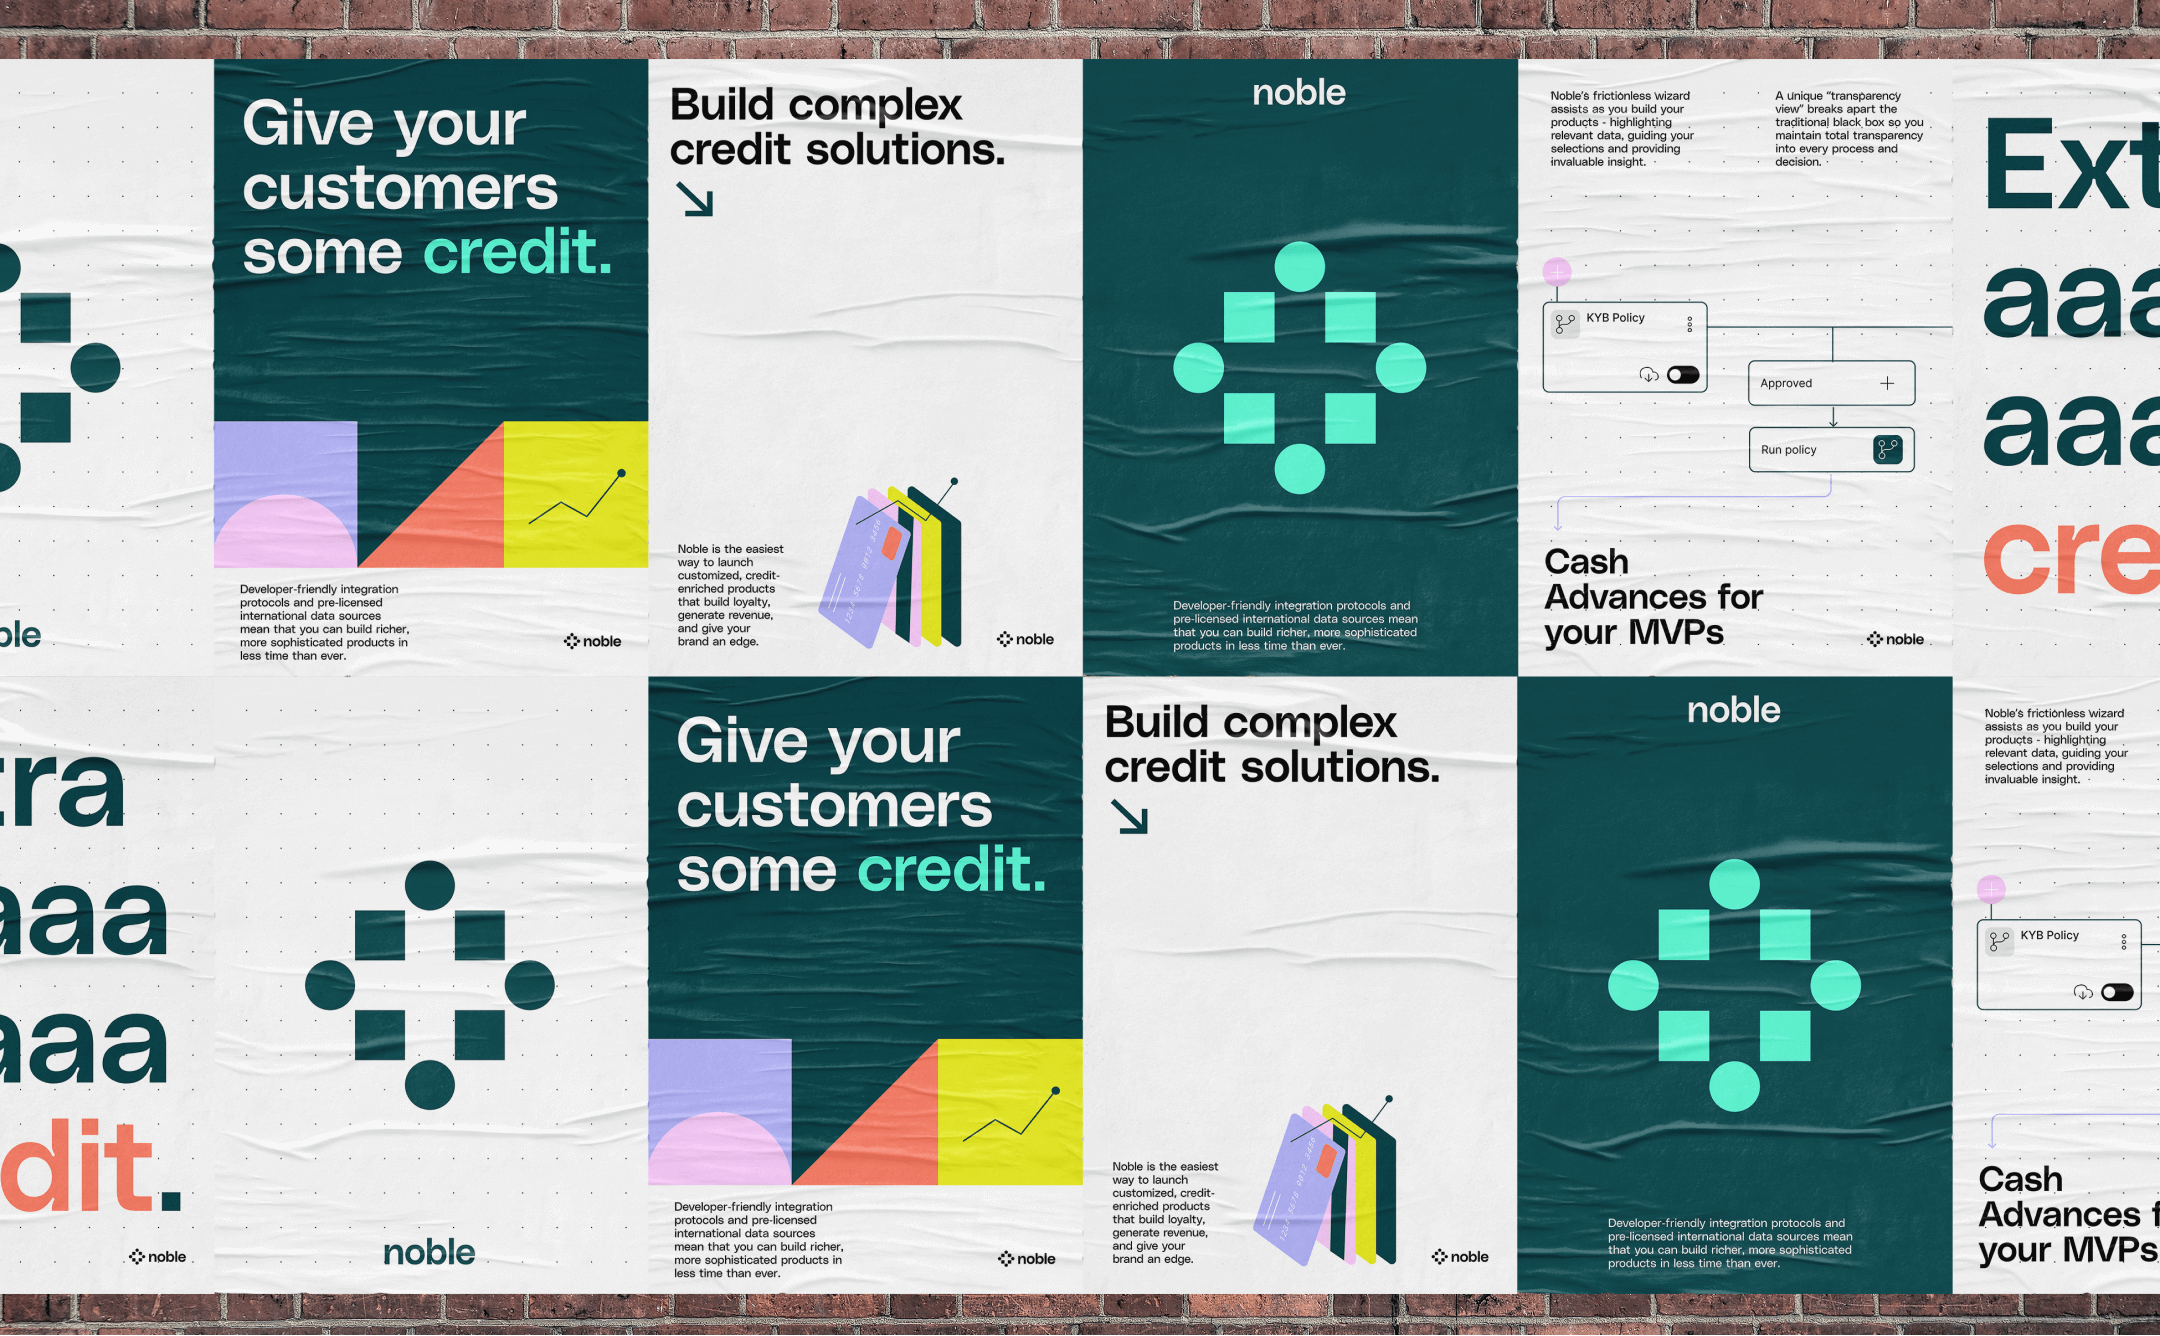 ble
Give your
customers
some credit.
Developer-friendly integration
protocols and pre-licensed
international data sources
mean that you can build richer,
more sophisticated products in
less time than ever.
noble
Build complex
credit solutions.
1234 5678 9012 3456
Noble is the easiest
way to launch
customized, credit-
enriched products
that build loyalty,
generate revenue,
and give your
brand an edge.
noble
noble
Developer-friendly integration protocols and
pre-licensed international data sources mean
that you can build richer, more sophisticated
products in less time than ever.
Noble's frictionless wizard
assists as you build your
products - highlighting
relevant data, guiding your
selections and providing
invaluable insight.
A unique “transparency
view” breaks apart the
traditional black box so you
maintain total transparency
into every process and
decision.
KYB Policy
Approved
Run policy
Cash
Advances for
your MVPs
noble
Ext
aaa
aaa
cre
tra
aaa
aaa
dit.
noble
noble
Give your
customers
some credit.
Developer-friendly integration
protocols and pre-licensed
international data sources
mean that you can build richer,
more sophisticated products in
less time than ever.
noble
Build complex
credit solutions.
1234 5678 9012 3456
Noble is the easiest
way to launch
customized, credit-
enriched products
that build loyalty,
generate revenue,
and give your
brand an edge.
noble
noble
Developer-friendly integration protocols and
pre-licensed international data sources mean
that you can build richer, more sophisticated
products in less time than ever.
Noble's frictionless wizard
assists as you build your
products - highlighting
relevant data, guiding your
selections and providing
invaluable insight.
KYB Policy
Cash
Advances f
your MVPs